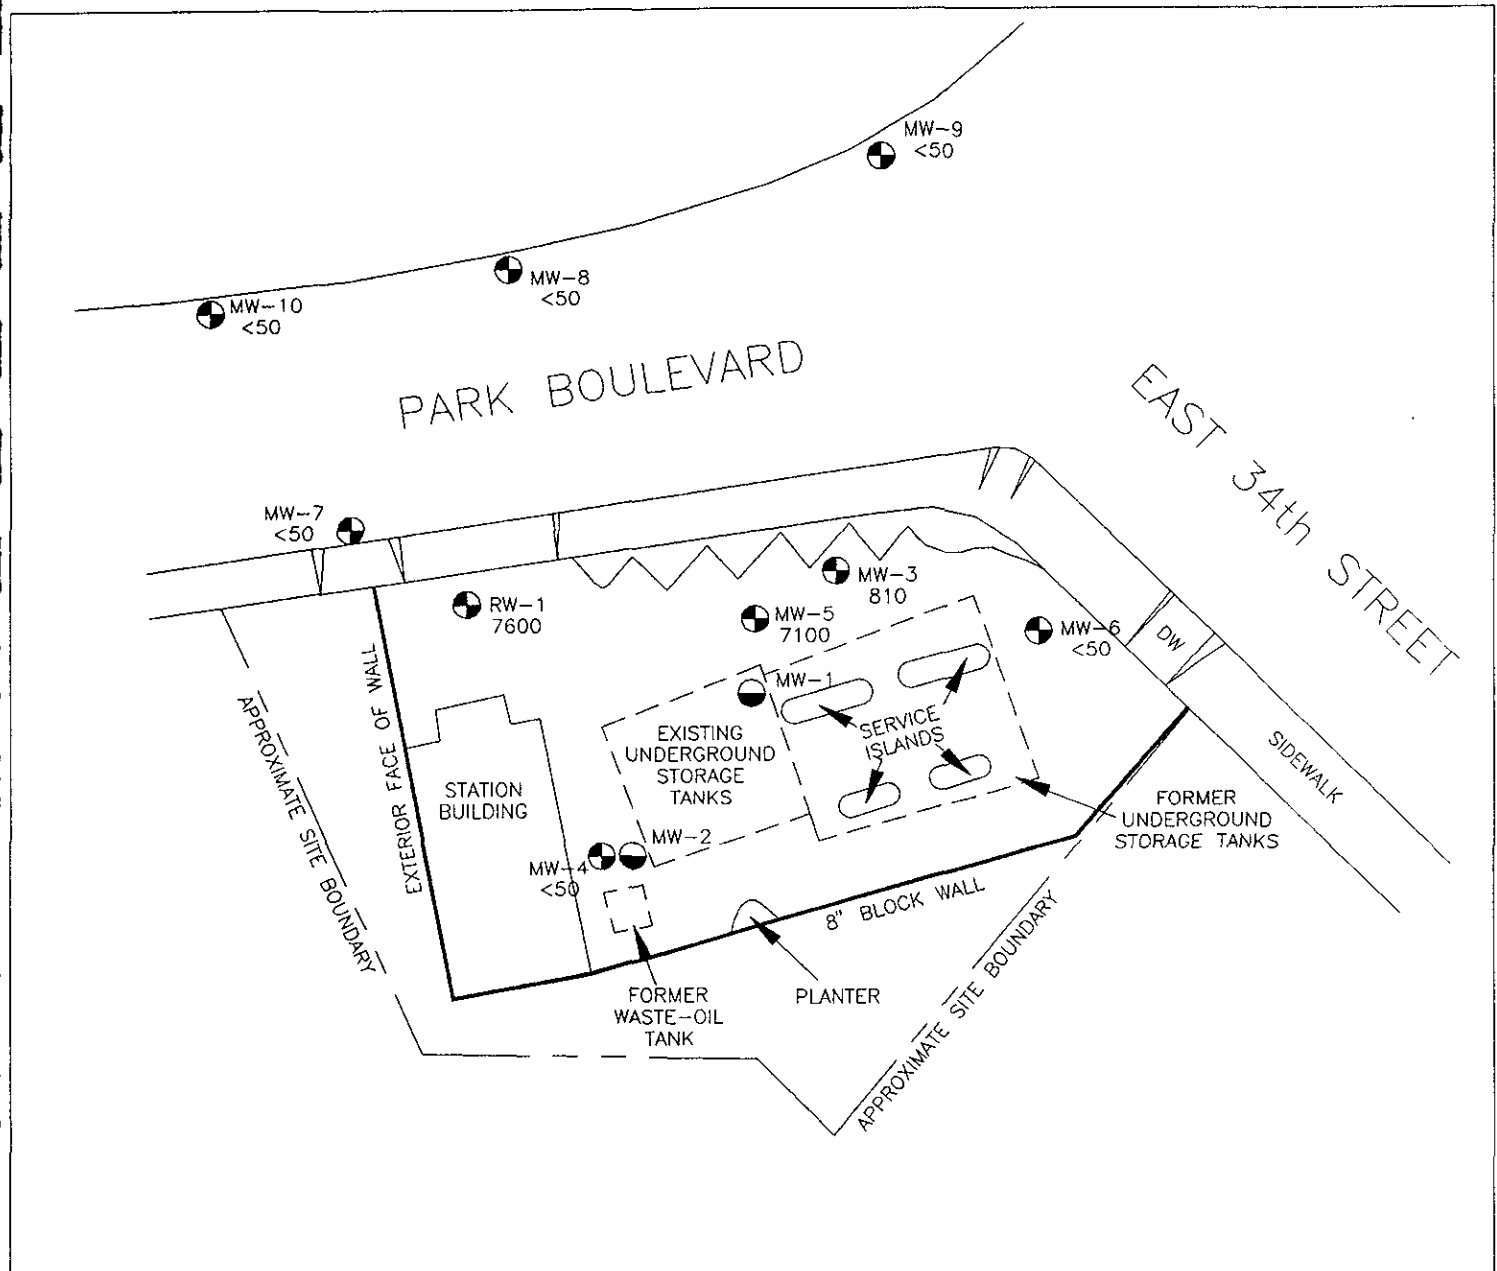 MW-9
<50
MW-8
<50
MW-10
<50
PARK BOULEVARD
EAST 34th STREET
MW-7
<50
MW-3
810
RW-1
7600
MW-5
7100
MW-6
<50
DW
MW-1
SERVICE
ISLANDS
EXISTING
UNDERGROUND
STORAGE
TANKS
EXTERIOR FACE OF WALL
APPROXIMATE SITE BOUNDARY
STATION
BUILDING
SIDEWALK
FORMER
UNDERGROUND
STORAGE TANKS
MW-2
MW-4
<50
8" BLOCK WALL
FORMER
WASTE-OIL
TANK
PLANTER
APPROXIMATE SITE BOUNDARY